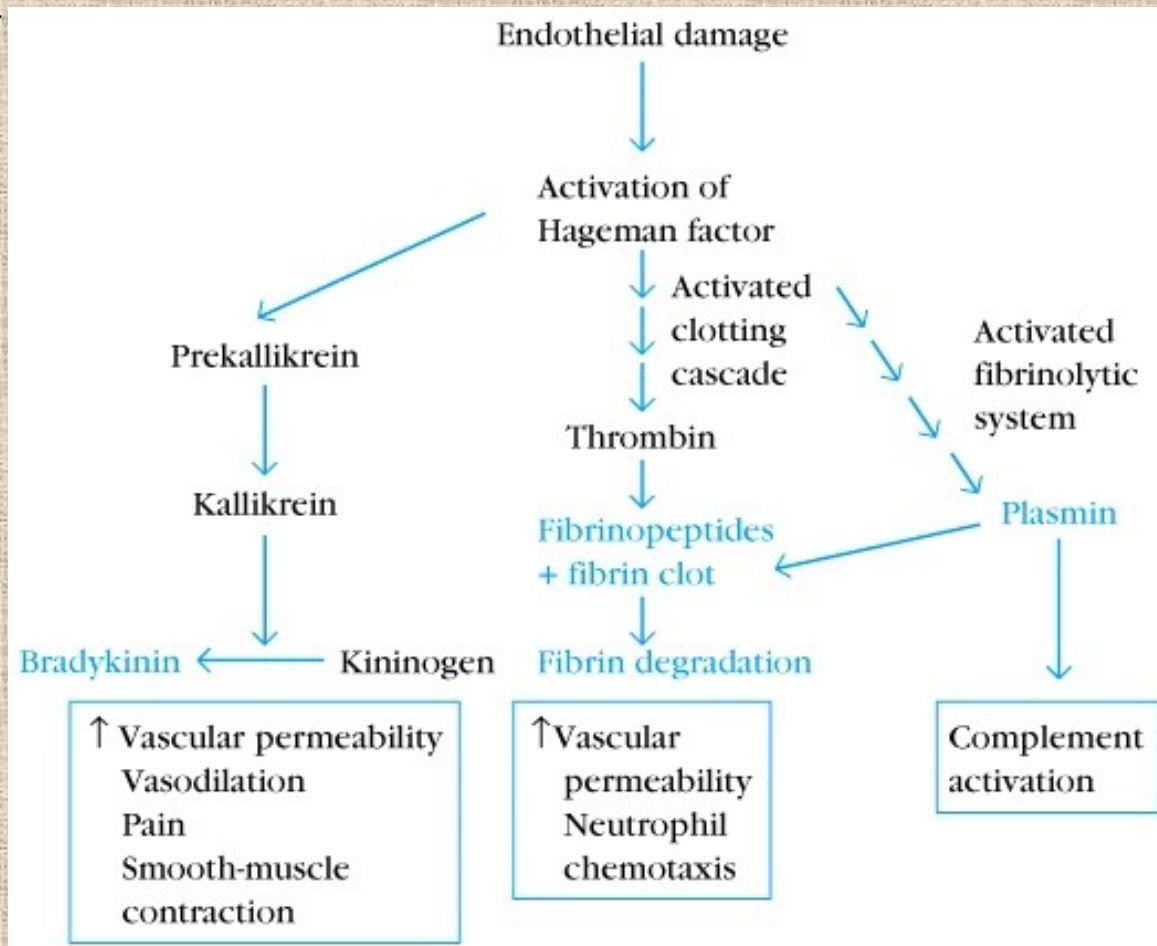 Endothelial damage
Activation of
Hageman factor
Activated
clotting
cascade
Activated
fibrinolytic
system
Prekallikrein
Thrombin
Kallikrein
Fibrinopeptides
+ fibrin clot
Plasmin
Bradykinin
Kininogen
Fibrin degradation
↑ Vascular permeability
Vasodilation
Pain
Smooth-muscle
contraction
↑Vascular
permeability
Neutrophil
chemotaxis
Complement
activation